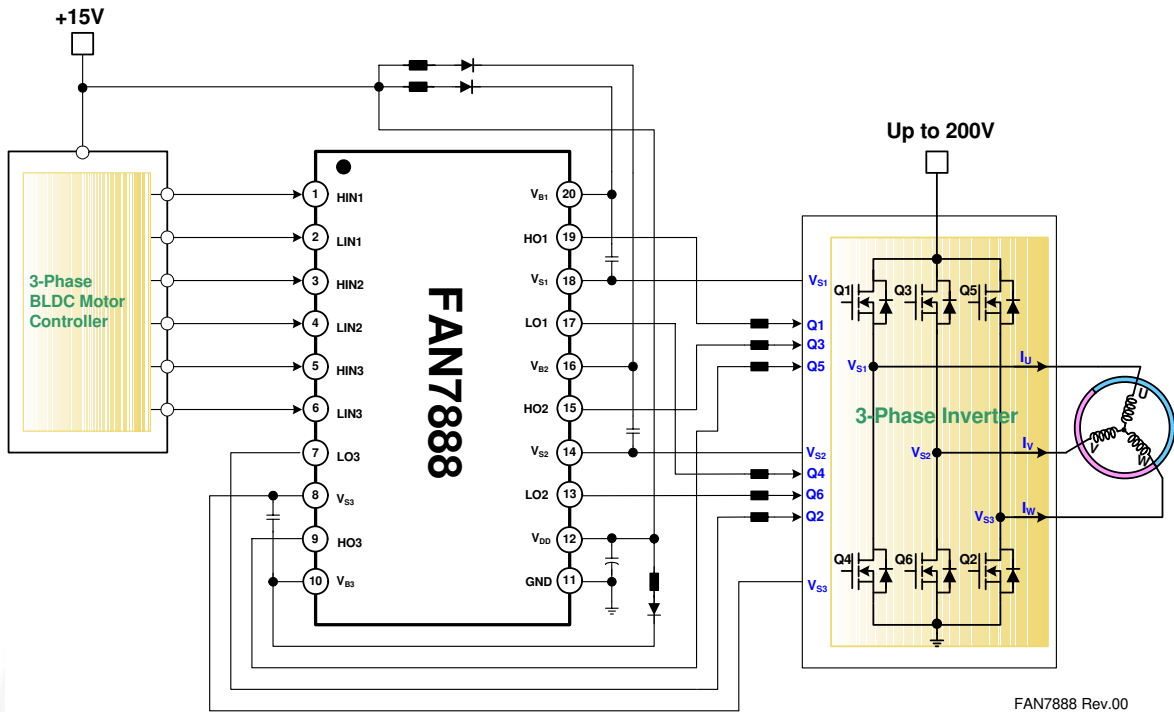 +15V
Up to 200V
3-Phase
BLDC Motor
Controller
FAN7888
1 HIN1
2 LIN1
3 HIN2
4 LIN2
5 HIN3
6 LIN3
7 LO3
8 VS3
9 HO3
10 VB3
VB1 20
HO1 19
VS1 18
LO1 17
VB2 16
HO2 15
VS2 14
LO2 13
VDD 12
GND 11
VS1
Q1
Q3
Q5
VS2
Q4
Q6
Q2
VS3
Q1
Q3
Q5
VS1
IU
3-Phase Inverter
VS2
IV
VS3
IW
Q4
Q6
Q2
U
V
W
FAN7888 Rev.00